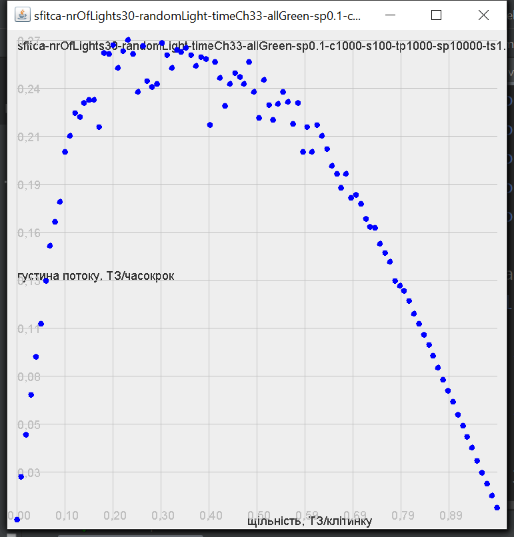 sfitca-nrOfLights30-randomLight-timeCh33-allGreen-sp0.1-c...
0,27
sfitca-nrOfLights30-randomLight-timeCh33-allGreen-sp0.1-c1000-s100-tp1000-sp10000-ts1.
0,24
0,21
0,19
0,16
густина потоку, ТЗ/часокрок
0,11
0,08
0,05
0,03
0,00 0,10 0,20 0,30 0,40 0,60 0,70 0,79 0,89
щільність, ТЗ/клітинку